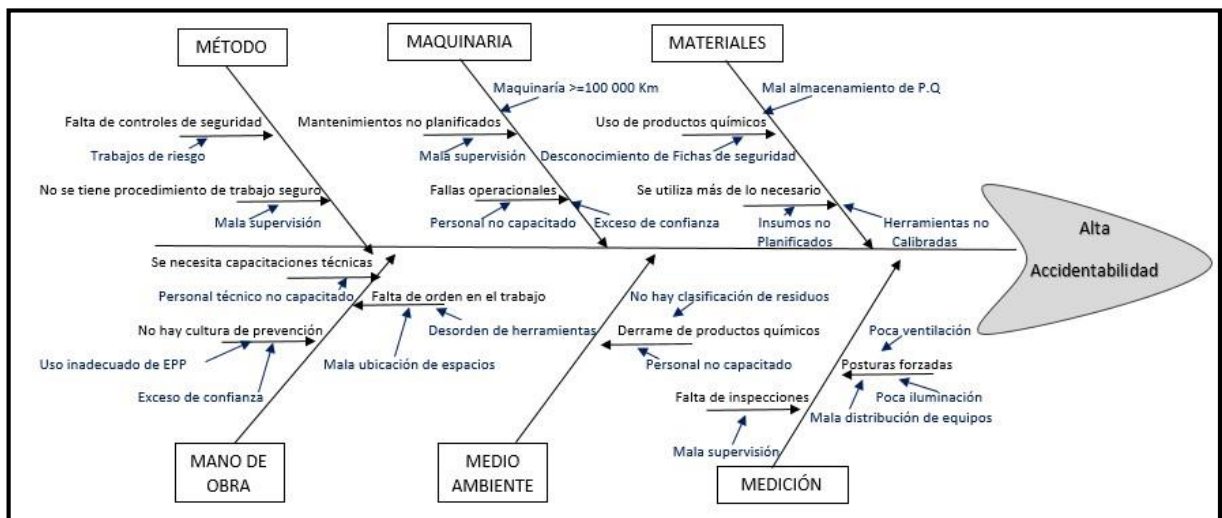 MÉTODO
MAQUINARIA
MATERIALES
Maquinaría >=100 000 Km
Mal almacenamiento de P.Q
Falta de controles de seguridad
Mantenimientos no planificados
Uso de productos químicos
Trabajos de riesgo
Mala supervisión
Desconocimiento de Fichas de seguridad
No se tiene procedimiento de trabajo seguro
Fallas operacionales
Se utiliza más de lo necesario
Mala supervisión
Personal no capacitado
Exceso de confianza
Insumos no
Planificados
Herramientas no
Calibradas
Alta
Accidentabilidad
Se necesita capacitaciones técnicas
Personal técnico no capacitado
Falta de orden en el trabajo
No hay clasificación de residuos
No hay cultura de prevención
Desorden de herramientas
Derrame de productos químicos
Poca ventilación
Uso inadecuado de EPP
Mala ubicación de espacios
Personal no capacitado
Posturas forzadas
Exceso de confianza
Falta de inspecciones
Poca iluminación
Mala distribución de equipos
Mala supervisión
MANO DE
OBRA
MEDIO
AMBIENTE
MEDICIÓN